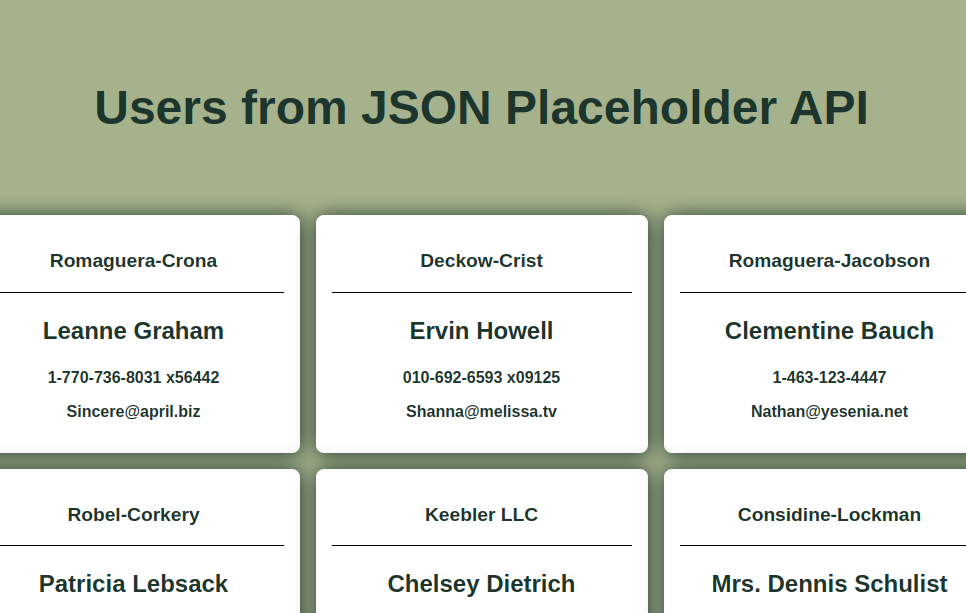 Users from JSON Placeholder API
Romaguera-Crona
Leanne Graham
1-770-736-8031 x56442
Sincere@april.biz
Deckow-Crist
Ervin Howell
010-692-6593 x09125
Shanna@melissa.tv
Romaguera-Jacobson
Clementine Bauch
1-463-123-4447
Nathan@yesenia.net
Robel-Corkery
Patricia Lebsack
Keebler LLC
Chelsey Dietrich
Considine-Lockman
Mrs. Dennis Schulist